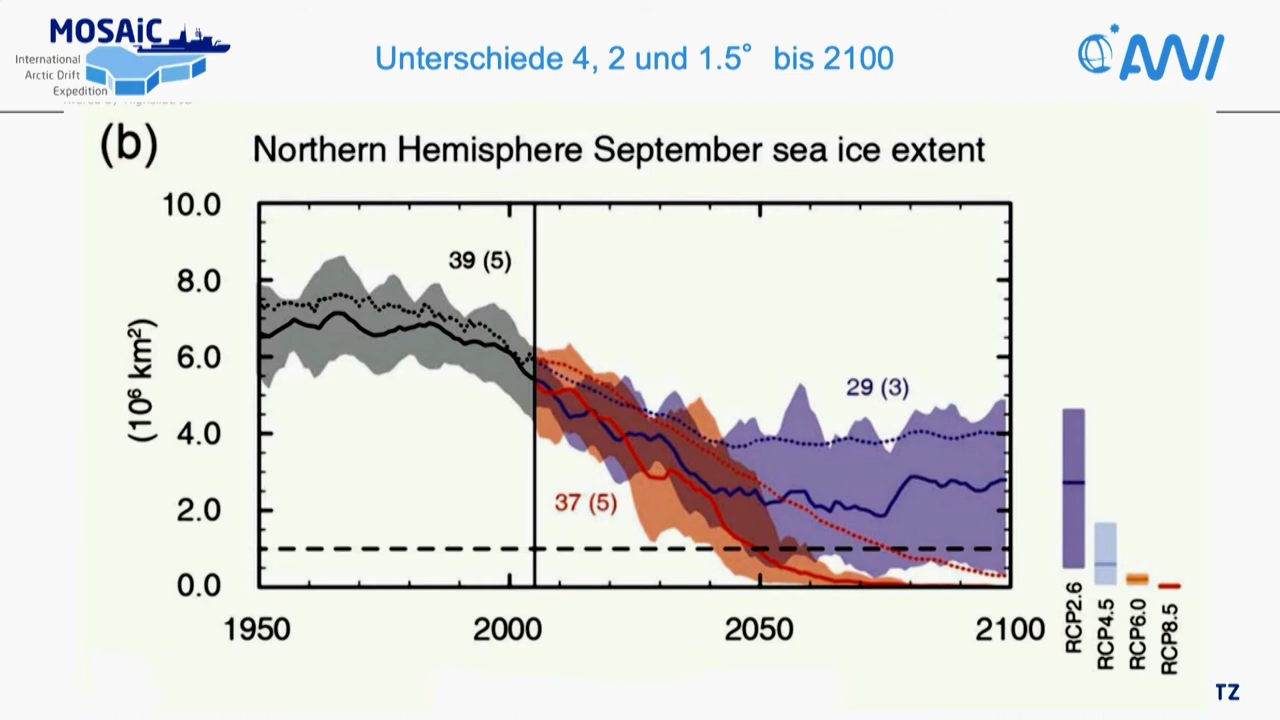 MOSAiC
International
Arctic Drift
Expedition
Unterschiede 4, 2 und 1.5° bis 2100
AWI
(b)
Northern Hemisphere September sea ice extent
(10⁶ km²)
10.0
8.0
6.0
4.0
2.0
0.0
39 (5)
29 (3)
37 (5)
1950
2000
2050
2100
RCP2.6
RCP4.5
RCP6.0
RCP8.5
TZ